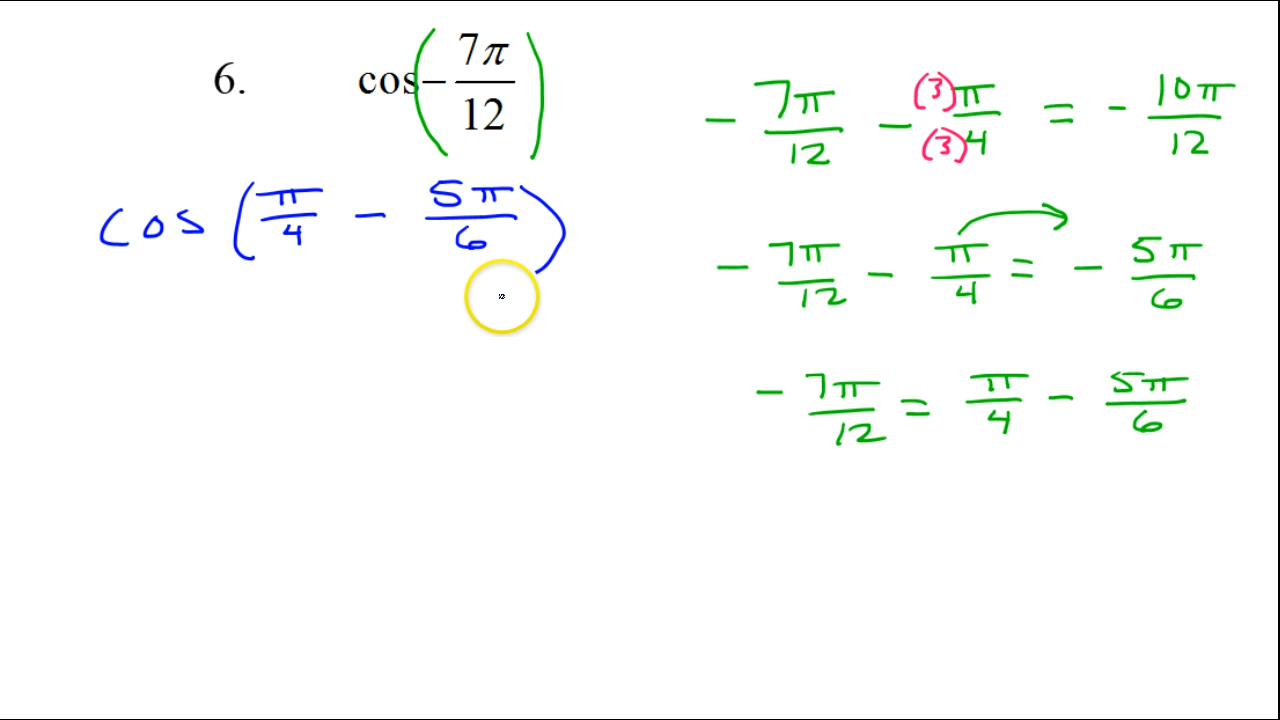 6. cos(-7π/12)
-7π/12 - (3)π/(3)4 = -10π/12
cos(π/4 - 5π/6)
-7π/12 - π/4 = -5π/6
-7π/12 = π/4 - 5π/6